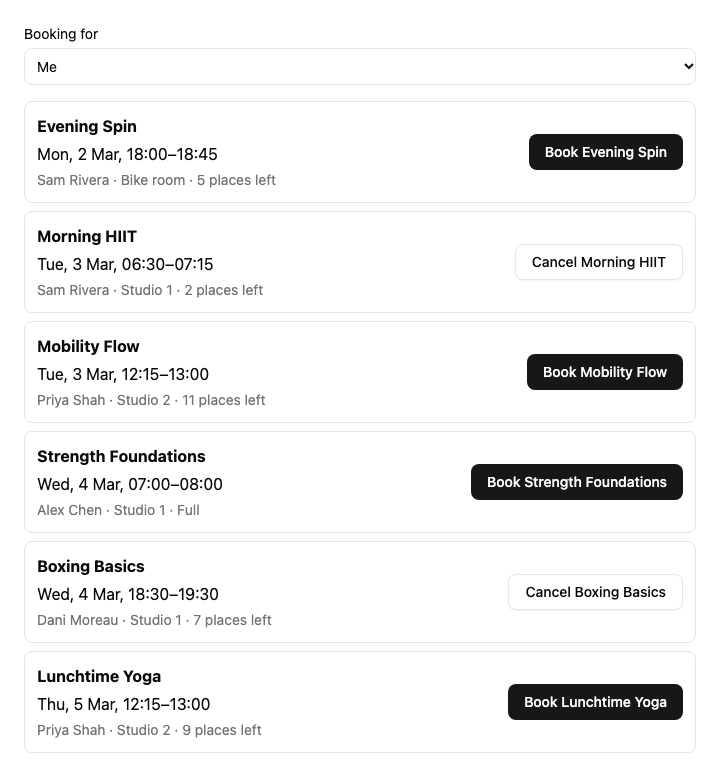 Booking for
Me
Evening Spin
Mon, 2 Mar, 18:00–18:45
Sam Rivera · Bike room · 5 places left
Book Evening Spin
Morning HIIT
Tue, 3 Mar, 06:30–07:15
Sam Rivera · Studio 1 · 2 places left
Cancel Morning HIIT
Mobility Flow
Tue, 3 Mar, 12:15–13:00
Priya Shah · Studio 2 · 11 places left
Book Mobility Flow
Strength Foundations
Wed, 4 Mar, 07:00–08:00
Alex Chen · Studio 1 · Full
Book Strength Foundations
Boxing Basics
Wed, 4 Mar, 18:30–19:30
Dani Moreau · Studio 1 · 7 places left
Cancel Boxing Basics
Lunchtime Yoga
Thu, 5 Mar, 12:15–13:00
Priya Shah · Studio 2 · 9 places left
Book Lunchtime Yoga